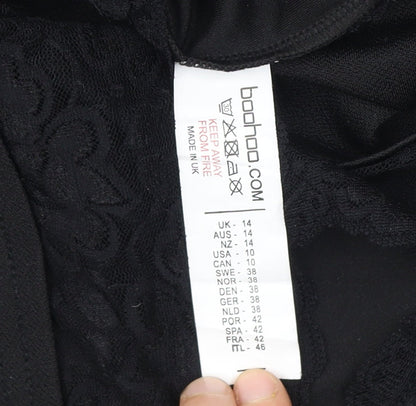 boohoo.COM
30
KEEP AWAY
FROM FIRE
MADE IN UK
UK - 14
AUS - 14
NZ - 14
USA - 10
CAN - 10
SWE - 38
NOR - 38
DEN - 38
GER - 38
NLD - 38
POR - 42
SPA - 42
FRA - 42
ITL - 46